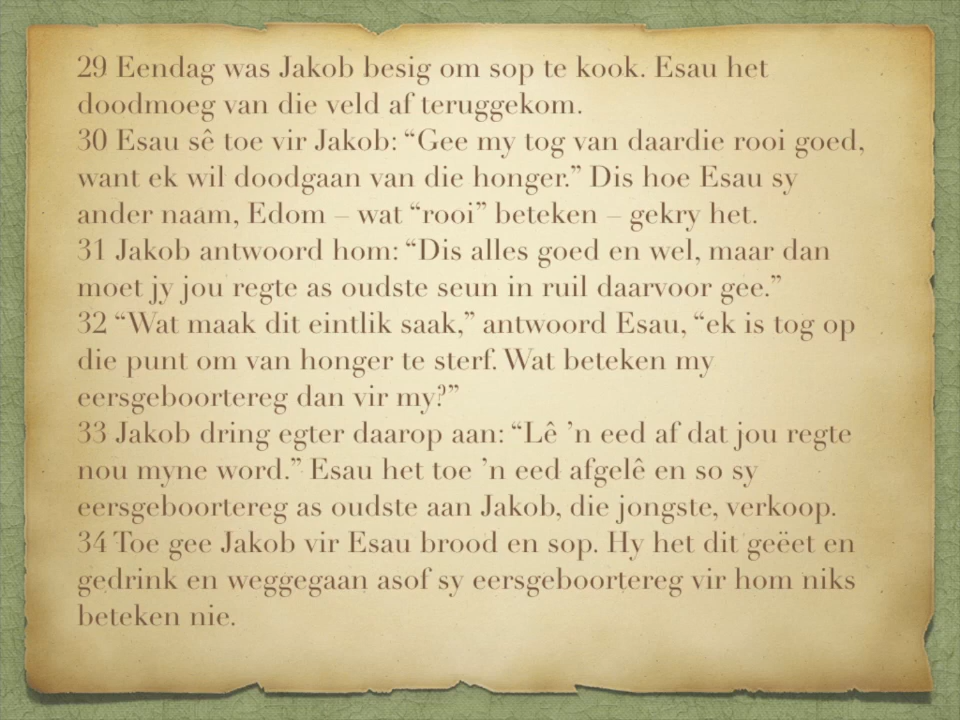 29 Eendag was Jakob besig om sop te kook. Esau het
doodmoeg van die veld af teruggekom.
30 Esau sê toe vir Jakob: “Gee my tog van daardie rooi goed,
want ek wil doodgaan van die honger.” Dis hoe Esau sy
ander naam, Edom – wat “rooi” beteken – gekry het.
31 Jakob antwoord hom: “Dis alles goed en wel, maar dan
moet jy jou regte as oudste seun in ruil daarvoor gee.”
32 “Wat maak dit eintlik saak,” antwoord Esau, “ek is tog op
die punt om van honger te sterf. Wat beteken my
eersgeboortereg dan vir my?”
33 Jakob dring egter daarop aan: “Lê ’n eed af dat jou regte
nou myne word.” Esau het toe ’n eed afgelê en so sy
eersgeboortereg as oudste aan Jakob, die jongste, verkoop.
34 Toe gee Jakob vir Esau brood en sop. Hy het dit geëet en
gedrink en weggegaan asof sy eersgeboortereg vir hom niks
beteken nie.